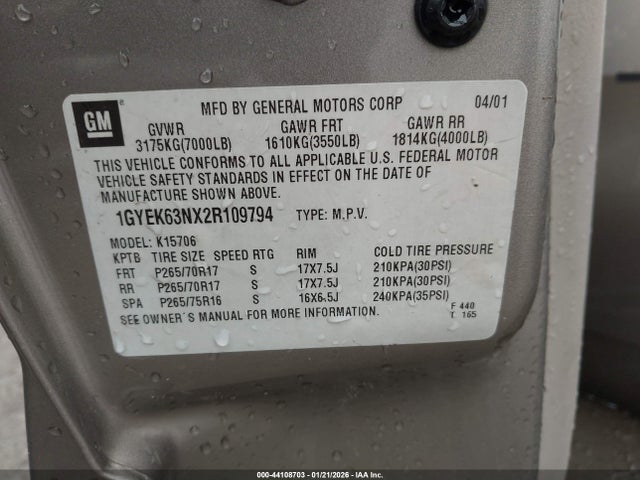 GM
MFD BY GENERAL MOTORS CORP 04/01
GVWR GAWR FRT GAWR RR
3175KG(7000LB) 1610KG(3550LB) 1814KG(4000LB)
THIS VEHICLE CONFORMS TO ALL APPLICABLE U.S. FEDERAL MOTOR
VEHICLE SAFETY STANDARDS IN EFFECT ON THE DATE OF
MANUFACTURE SHOWN ABOVE.
1GYEK63NX2R109794 TYPE: M.P.V.
MODEL: K15706
KPTB TIRE SIZE SPEED RTG RIM COLD TIRE PRESSURE
FRT P265/70R17 S 17X7.5J 210KPA(30PSI)
RR P265/70R17 S 17X7.5J 210KPA(30PSI)
SPA P265/75R16 S 16X6.5J 240KPA(35PSI)
SEE OWNER'S MANUAL FOR MORE INFORMATION.
F 440
T 165
000-44108703 - 01/21/2026 - IAA Inc.